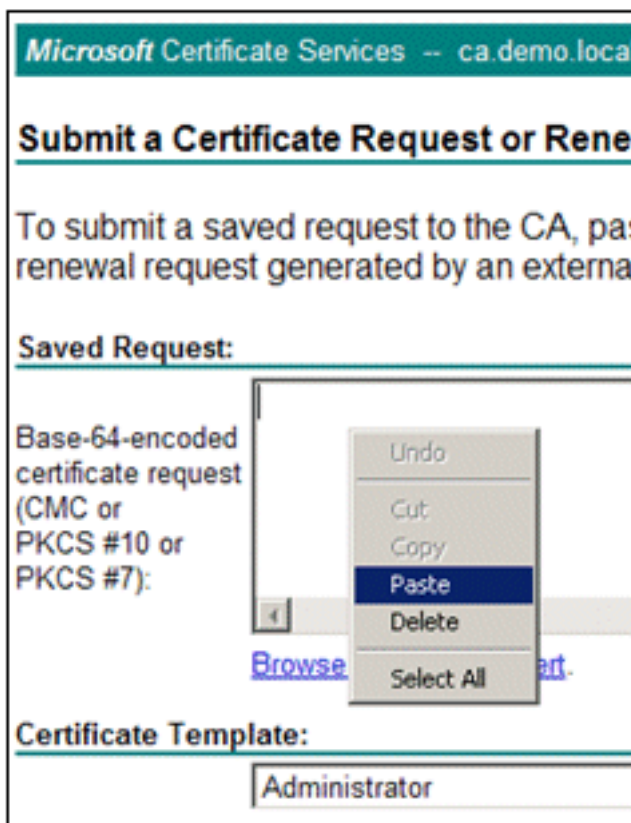 Microsoft Certificate Services -- ca.demo.loca
Submit a Certificate Request or Rene
To submit a saved request to the CA, pas
renewal request generated by an externa
Saved Request:
Base-64-encoded
certificate request
(CMC or
PKCS #10 or
PKCS #7):
Undo
Cut
Copy
Paste
Delete
Select All
Browse ert.
Certificate Template:
Administrator